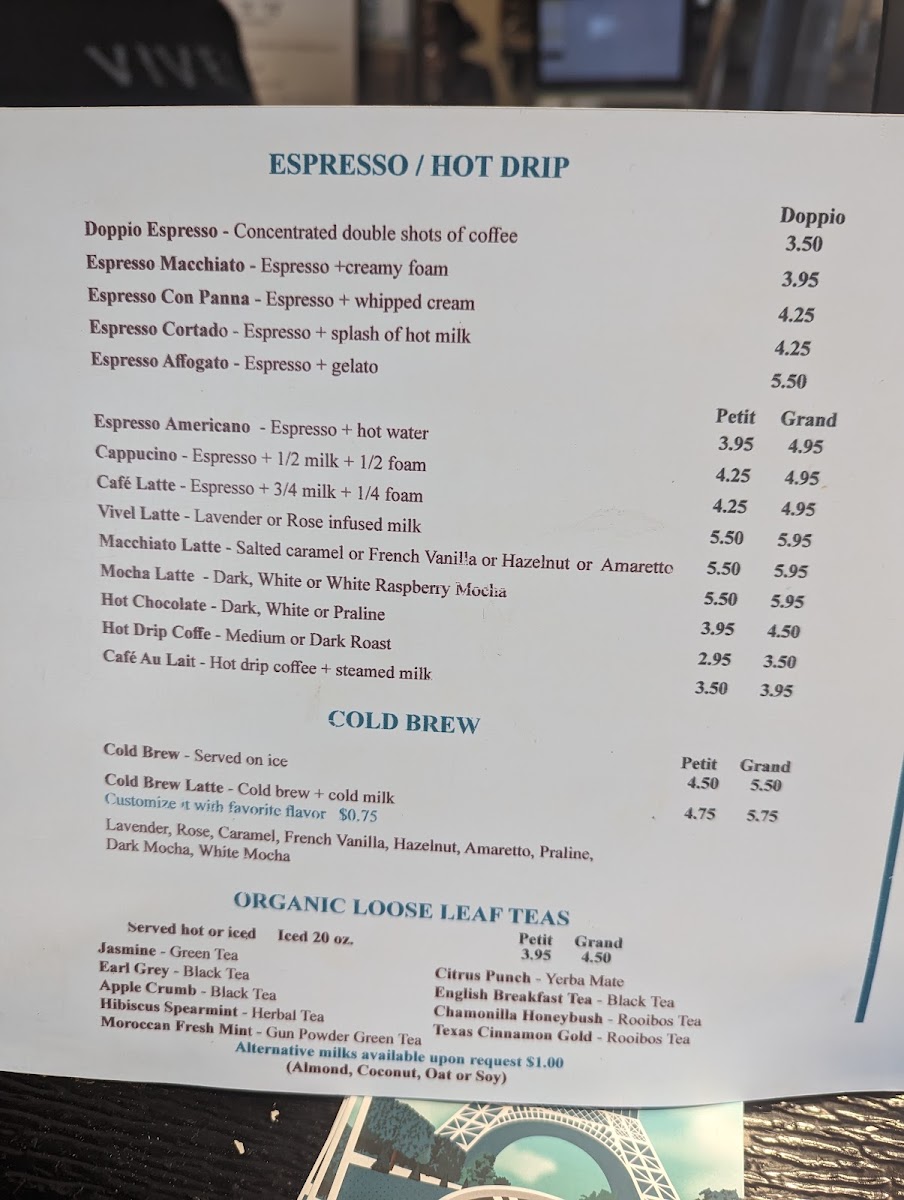 VIVE
ESPRESSO / HOT DRIP
Doppio
Doppio Espresso - Concentrated double shots of coffee 3.50
Espresso Macchiato - Espresso +creamy foam 3.95
Espresso Con Panna - Espresso + whipped cream 4.25
Espresso Cortado - Espresso + splash of hot milk 4.25
Espresso Affogato - Espresso + gelato 5.50
Petit Grand
Espresso Americano - Espresso + hot water 3.95 4.95
Cappucino - Espresso + 1/2 milk + 1/2 foam 4.25 4.95
Café Latte - Espresso + 3/4 milk + 1/4 foam 4.25 4.95
Vivel Latte - Lavender or Rose infused milk 5.50 5.95
Macchiato Latte - Salted caramel or French Vanilla or Hazelnut or Amaretto 5.50 5.95
Mocha Latte - Dark, White or White Raspberry Mocha 5.50 5.95
Hot Chocolate - Dark, White or Praline 3.95 4.50
Hot Drip Coffe - Medium or Dark Roast 2.95 3.50
Café Au Lait - Hot drip coffee + steamed milk 3.50 3.95
COLD BREW
Petit Grand
Cold Brew - Served on ice 4.50 5.50
Cold Brew Latte - Cold brew + cold milk 4.75 5.75
Customize it with favorite flavor $0.75
Lavender, Rose, Caramel, French Vanilla, Hazelnut, Amaretto, Praline,
Dark Mocha, White Mocha
ORGANIC LOOSE LEAF TEAS
Served hot or iced Iced 20 oz. Petit Grand
3.95 4.50
Jasmine - Green Tea
Earl Grey - Black Tea
Apple Crumb - Black Tea
Hibiscus Spearmint - Herbal Tea
Moroccan Fresh Mint - Gun Powder Green Tea
Citrus Punch - Yerba Mate
English Breakfast Tea - Black Tea
Chamonilla Honeybush - Rooibos Tea
Texas Cinnamon Gold - Rooibos Tea
Alternative milks available upon request $1.00
(Almond, Coconut, Oat or Soy)